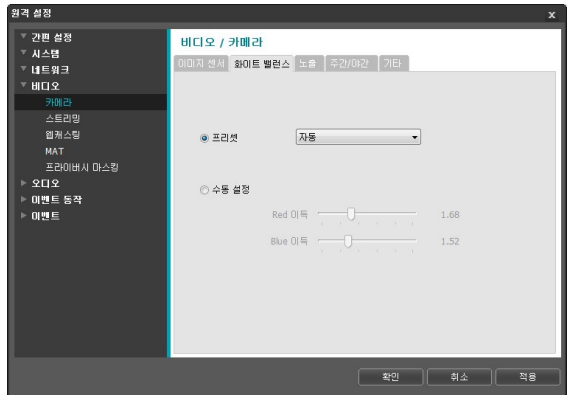 원격 설정 x
간편 설정
시스템
네트워크
비디오
카메라
스트리밍
웹캐스팅
MAT
프라이버시 마스킹
오디오
이벤트 동작
이벤트
비디오 / 카메라
이미지 센서 화이트 밸런스 노출 주간/야간 기타
프리셋 자동
수동 설정
Red 이득 1.68
Blue 이득 1.52
확인 취소 적용